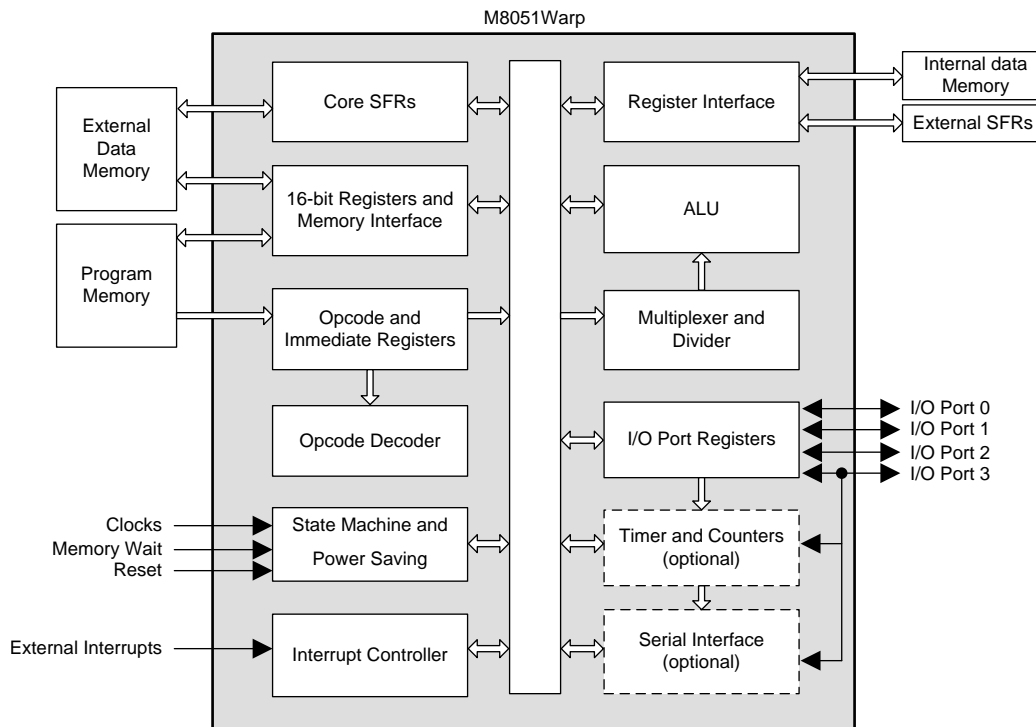 M8051Warp
External
Data
Memory
Program
Memory
Core SFRs
16-bit Registers and
Memory Interface
Opcode and
Immediate Registers
Opcode Decoder
Clocks
Memory Wait
Reset
State Machine and
Power Saving
External Interrupts
Interrupt Controller
Register Interface
ALU
Multiplexer and
Divider
I/O Port Registers
Timer and Counters
(optional)
Serial Interface
(optional)
Internal data
Memory
External SFRs
I/O Port 0
I/O Port 1
I/O Port 2
I/O Port 3